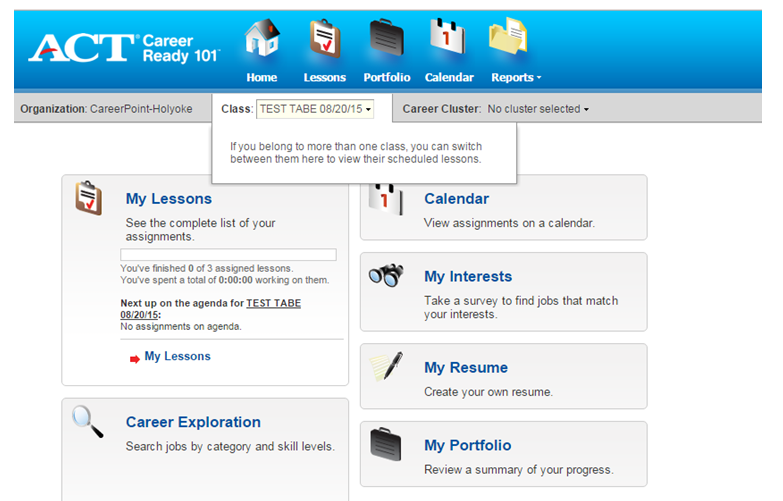 ACT® Career
Ready 101
Home Lessons Portfolio Calendar Reports
1
Organization: CareerPoint-Holyoke Class: TEST TABE 08/20/15 Career Cluster: No cluster selected
If you belong to more than one class, you can switch
between them here to view their scheduled lessons.
My Lessons
See the complete list of your
assignments.
You've finished 0 of 3 assigned lessons.
You've spent a total of 0:00:00 working on them.
Next up on the agenda for TEST TABE
08/20/15:
No assignments on agenda.
My Lessons
Career Exploration
Search jobs by category and skill levels.
1
Calendar
View assignments on a calendar.
My Interests
Take a survey to find jobs that match
your interests.
My Resume
Create your own resume.
My Portfolio
Review a summary of your progress.